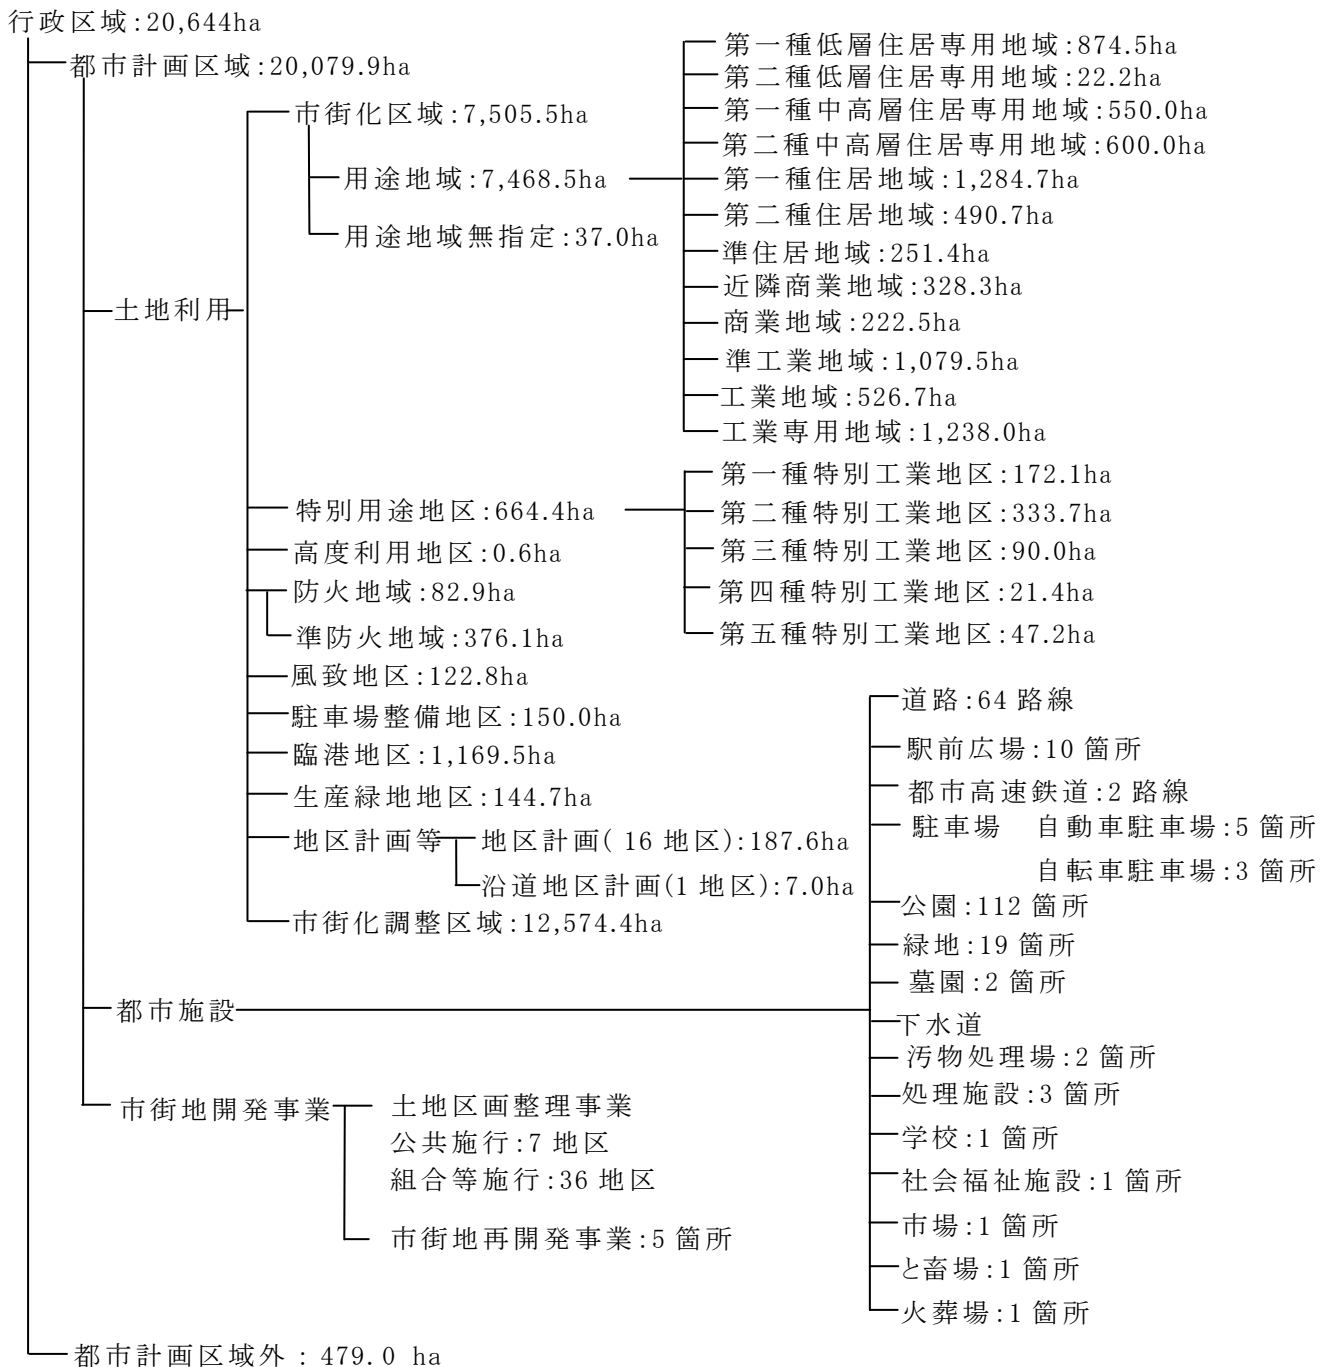 行政区域:20,644ha
都市計画区域:20,079.9ha
土地利用
市街化区域:7,505.5ha
用途地域:7,468.5ha
第一種低層住居専用地域:874.5ha
第二種低層住居専用地域:22.2ha
第一種中高層住居専用地域:550.0ha
第二種中高層住居専用地域:600.0ha
第一種住居地域:1,284.7ha
第二種住居地域:490.7ha
準住居地域:251.4ha
近隣商業地域:328.3ha
商業地域:222.5ha
準工業地域:1,079.5ha
工業地域:526.7ha
工業専用地域:1,238.0ha
用途地域無指定:37.0ha
特別用途地区:664.4ha
第一種特別工業地区:172.1ha
第二種特別工業地区:333.7ha
第三種特別工業地区:90.0ha
第四種特別工業地区:21.4ha
第五種特別工業地区:47.2ha
高度利用地区:0.6ha
防火地域:82.9ha
準防火地域:376.1ha
風致地区:122.8ha
駐車場整備地区:150.0ha
臨港地区:1,169.5ha
生産緑地地区:144.7ha
地区計画等
地区計画( 16 地区):187.6ha
沿道地区計画(1 地区):7.0ha
市街化調整区域:12,574.4ha
都市施設
道路:64 路線
駅前広場:10 箇所
都市高速鉄道:2 路線
駐車場 自動車駐車場:5 箇所
自転車駐車場:3 箇所
公園:112 箇所
緑地:19 箇所
墓園:2 箇所
下水道
汚物処理場:2 箇所
処理施設:3 箇所
学校:1 箇所
社会福祉施設:1 箇所
市場:1 箇所
と畜場:1 箇所
火葬場:1 箇所
市街地開発事業
土地区画整理事業
公共施行:7 地区
組合等施行:36 地区
市街地再開発事業:5 箇所
都市計画区域外 : 479.0 ha